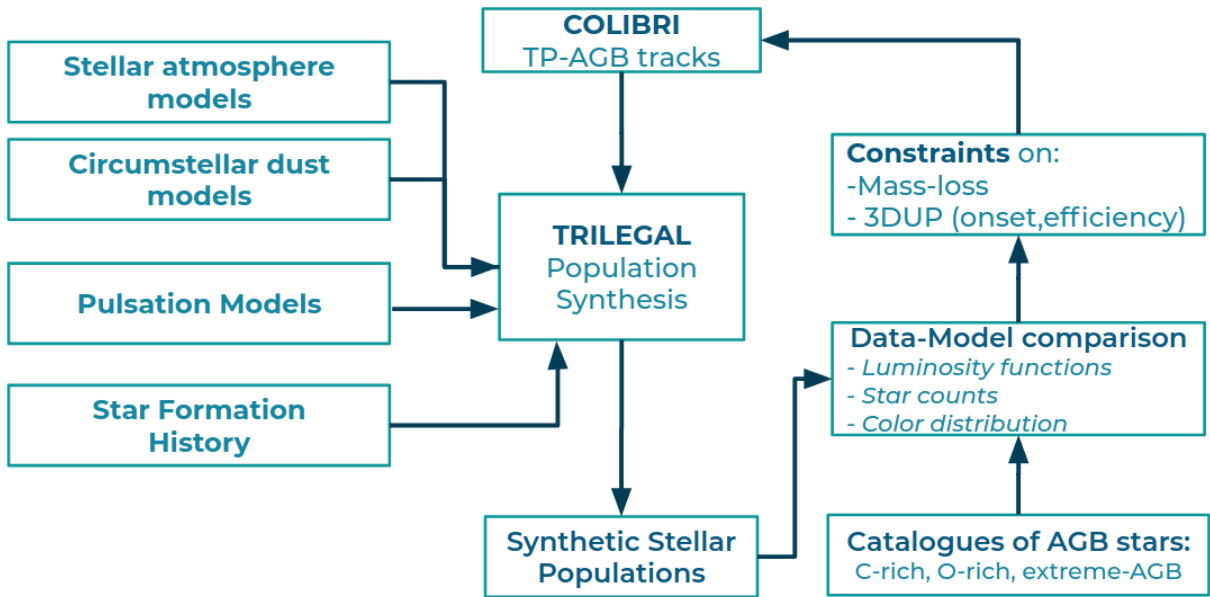 COLIBRI
TP-AGB tracks
Stellar atmosphere
models
Circumstellar dust
models
Pulsation Models
Star Formation
History
TRILEGAL
Population
Synthesis
Synthetic Stellar
Populations
Constraints on:
-Mass-loss
- 3DUP (onset,efficiency)
Data-Model comparison
- Luminosity functions
- Star counts
- Color distribution
Catalogues of AGB stars:
C-rich, O-rich, extreme-AGB